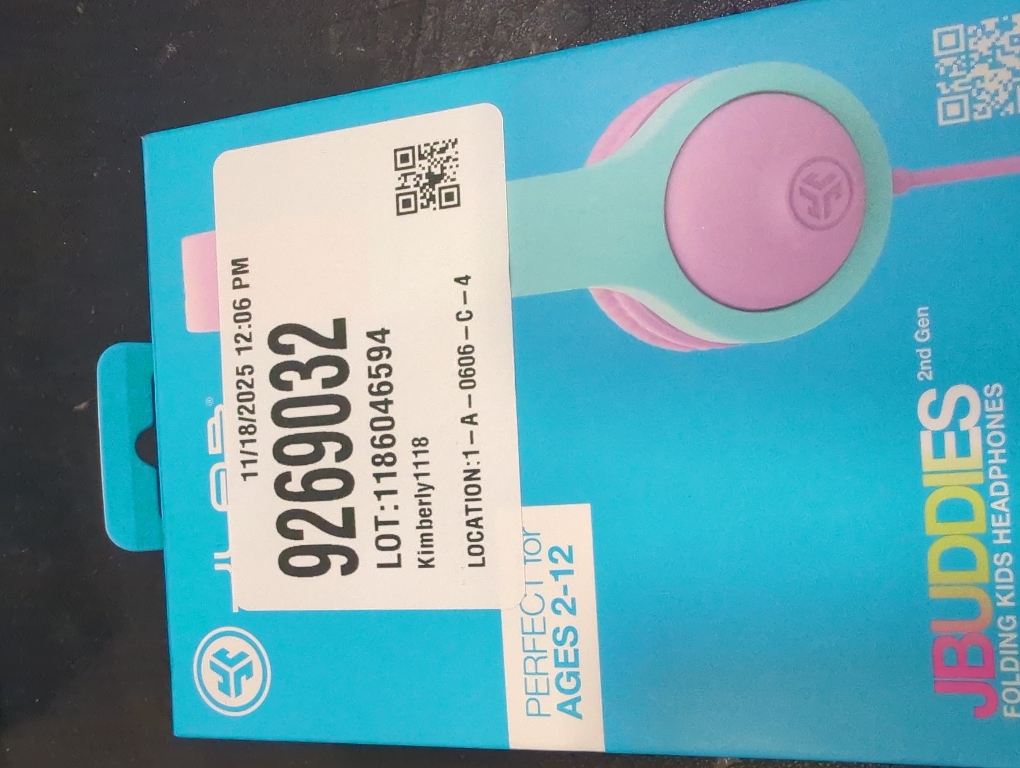 11/18/2025 12:06 PM
9269032
LOT:1186046594
Kimberly1118
LOCATION:1-A-0606-C-4
PERFECT for
AGES 2-12
JBUDDIES 2nd Gen
FOLDING KIDS HEADPHONES